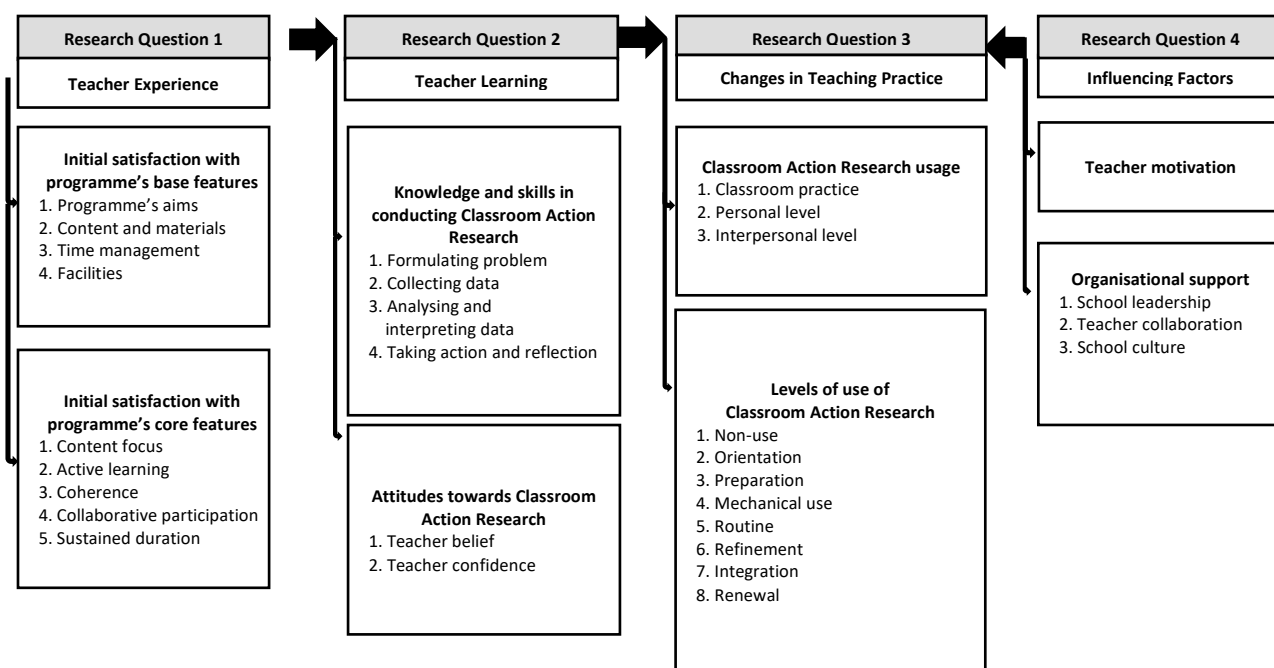 Research Question 1
Teacher Experience
Initial satisfaction with
programme's base features
1. Programme's aims
2. Content and materials
3. Time management
4. Facilities
Initial satisfaction with
programme's core features
1. Content focus
2. Active learning
3. Coherence
4. Collaborative participation
5. Sustained duration
Research Question 2
Teacher Learning
Knowledge and skills in
conducting Classroom Action
Research
1. Formulating problem
2. Collecting data
3. Analysing and
interpreting data
4. Taking action and reflection
Attitudes towards Classroom
Action Research
1. Teacher belief
2. Teacher confidence
Research Question 3
Changes in Teaching Practice
Classroom Action Research usage
1. Classroom practice
2. Personal level
3. Interpersonal level
Levels of use of
Classroom Action Research
1. Non-use
2. Orientation
3. Preparation
4. Mechanical use
5. Routine
6. Refinement
7. Integration
8. Renewal
Research Question 4
Influencing Factors
Teacher motivation
Organisational support
1. School leadership
2. Teacher collaboration
3. School culture